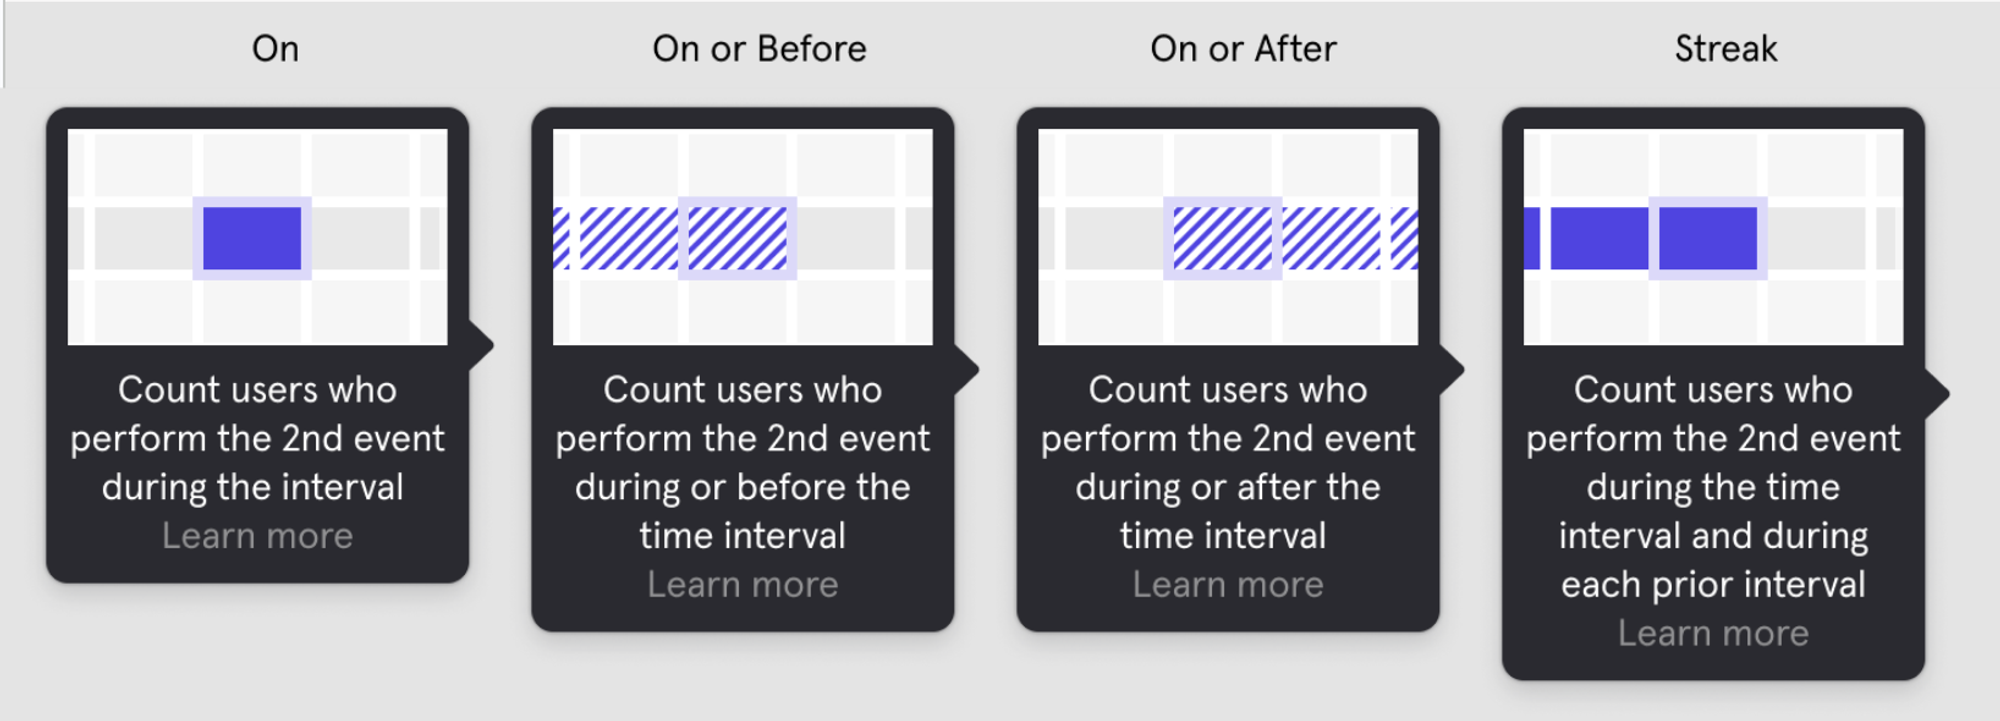 On
On or Before
On or After
Streak
Count users who
perform the 2nd event
during the interval
Learn more
Count users who
perform the 2nd event
during or before the
time interval
Learn more
Count users who
perform the 2nd event
during or after the
time interval
Learn more
Count users who
perform the 2nd event
during the time
interval and during
each prior interval
Learn more